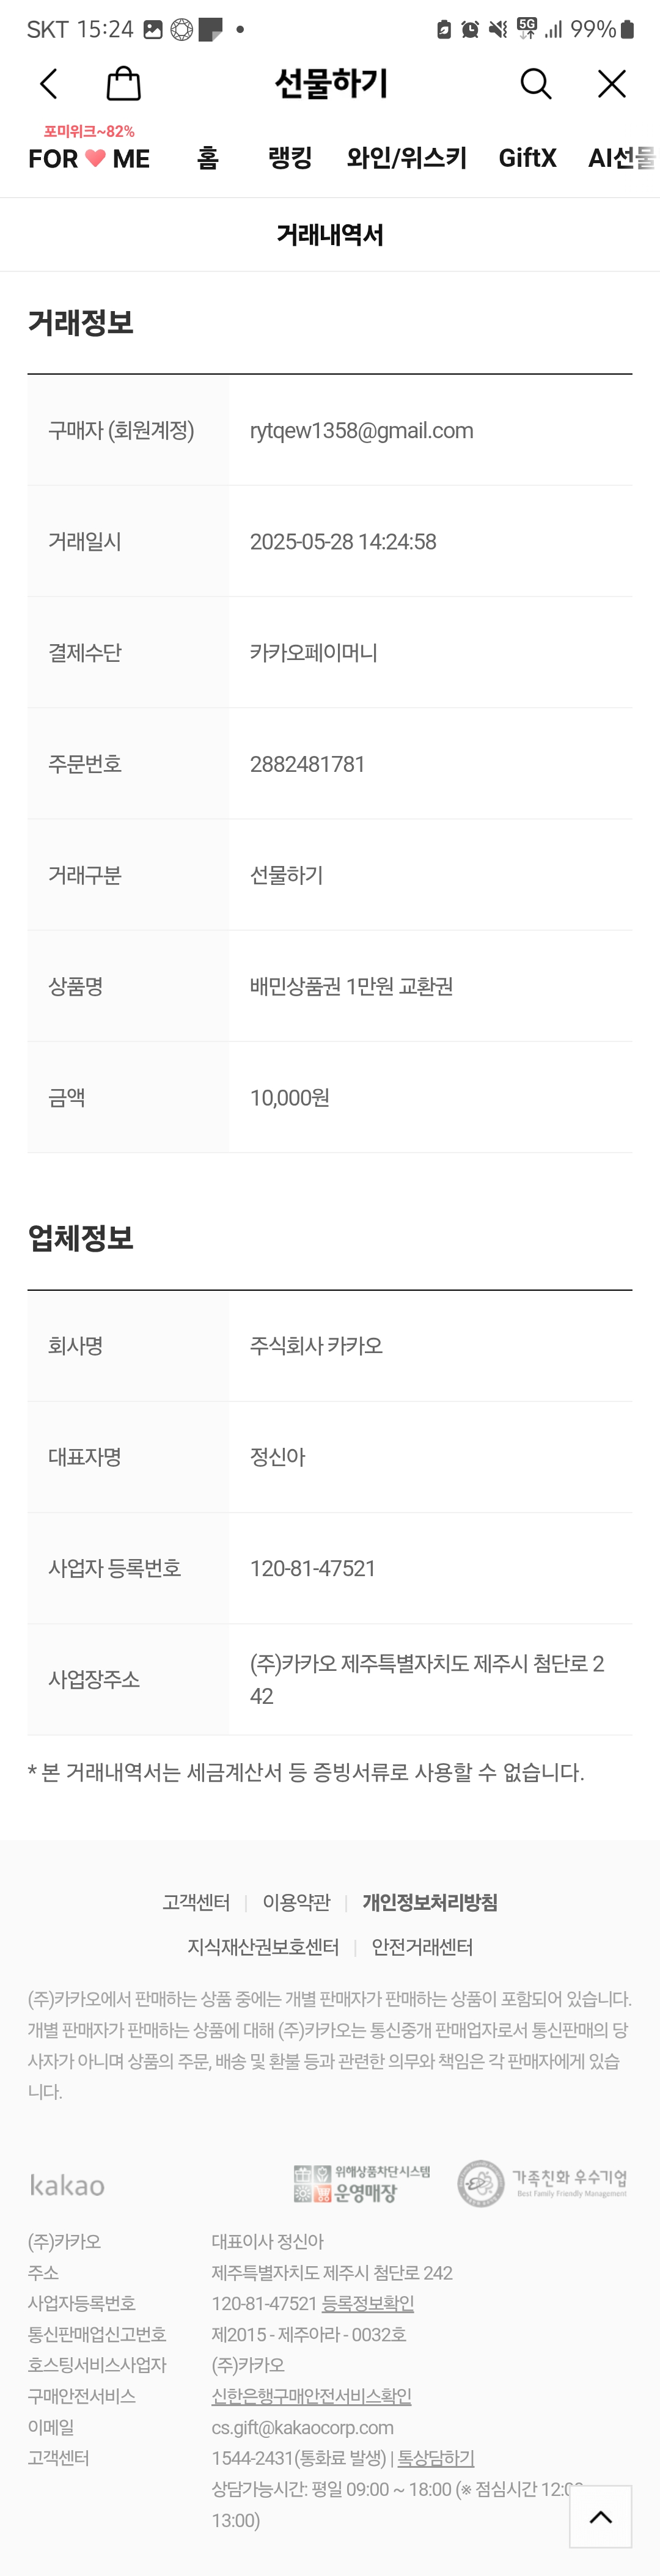 SKT 15:24 5G 99%
선물하기
포미위크~82%
FOR ME 홈 랭킹 와인/위스키 GiftX AI선물
거래내역서
거래정보
구매자 (회원계정) rytqew1358@gmail.com
거래일시 2025-05-28 14:24:58
결제수단 카카오페이머니
주문번호 2882481781
거래구분 선물하기
상품명 배민상품권 1만원 교환권
금액 10,000원
업체정보
회사명 주식회사 카카오
대표자명 정신아
사업자 등록번호 120-81-47521
사업장주소 (주)카카오 제주특별자치도 제주시 첨단로 2
42
* 본 거래내역서는 세금계산서 등 증빙서류로 사용할 수 없습니다.
고객센터 | 이용약관 | 개인정보처리방침
지식재산권보호센터 | 안전거래센터
(주)카카오에서 판매하는 상품 중에는 개별 판매자가 판매하는 상품이 포함되어 있습니다.
개별 판매자가 판매하는 상품에 대해 (주)카카오는 통신중개 판매업자로서 통신판매의 당
사자가 아니며 상품의 주문, 배송 및 환불 등과 관련한 의무와 책임은 각 판매자에게 있습
니다.
kakao 위해상품차단시스템 운영매장 가족친화 우수기업
Best Family Friendly Management
(주)카카오 대표이사 정신아
주소 제주특별자치도 제주시 첨단로 242
사업자등록번호 120-81-47521 등록정보확인
통신판매업신고번호 제2015 - 제주아라 - 0032호
호스팅서비스사업자 (주)카카오
구매안전서비스 신한은행구매안전서비스확인
이메일 cs.gift@kakaocorp.com
고객센터 1544-2431(통화료 발생) | 톡상담하기
상담가능시간: 평일 09:00 ~ 18:00 (※ 점심시간 12:00
13:00)